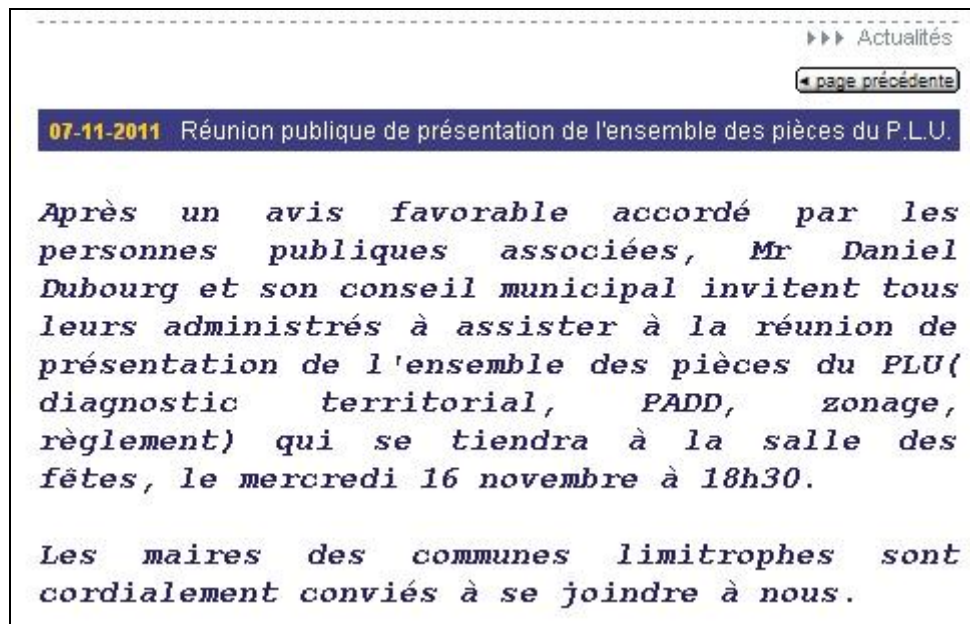 ▸▸▸ Actualités
◂ page précédente
07-11-2011 Réunion publique de présentation de l'ensemble des pièces du P.L.U.
Après un avis favorable accordé par les
personnes publiques associées, Mr Daniel
Dubourg et son conseil municipal invitent tous
leurs administrés à assister à la réunion de
présentation de l'ensemble des pièces du PLU(
diagnostic territorial, PADD, zonage,
règlement) qui se tiendra à la salle des
fêtes, le mercredi 16 novembre à 18h30.
Les maires des communes limitrophes sont
cordialement conviés à se joindre à nous.